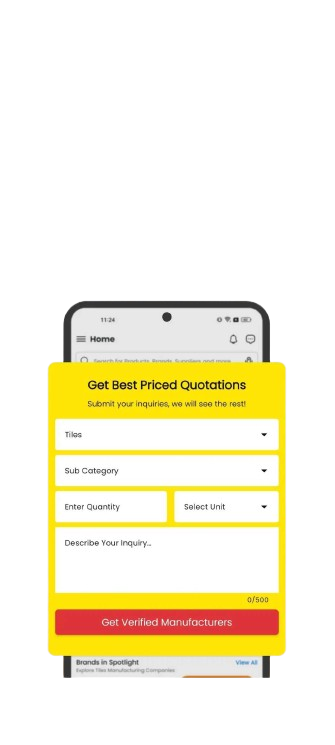 11:24
Home
Search for Products, Brands, Suppliers and more
Get Best Priced Quotations
Submit your inquiries, we will see the rest!
Tiles
Sub Category
Enter Quantity Select Unit
Describe Your Inquiry...
0/500
Get Verified Manufacturers
Brands in Spotlight View All
Explore Tiles Manufacturing Companies